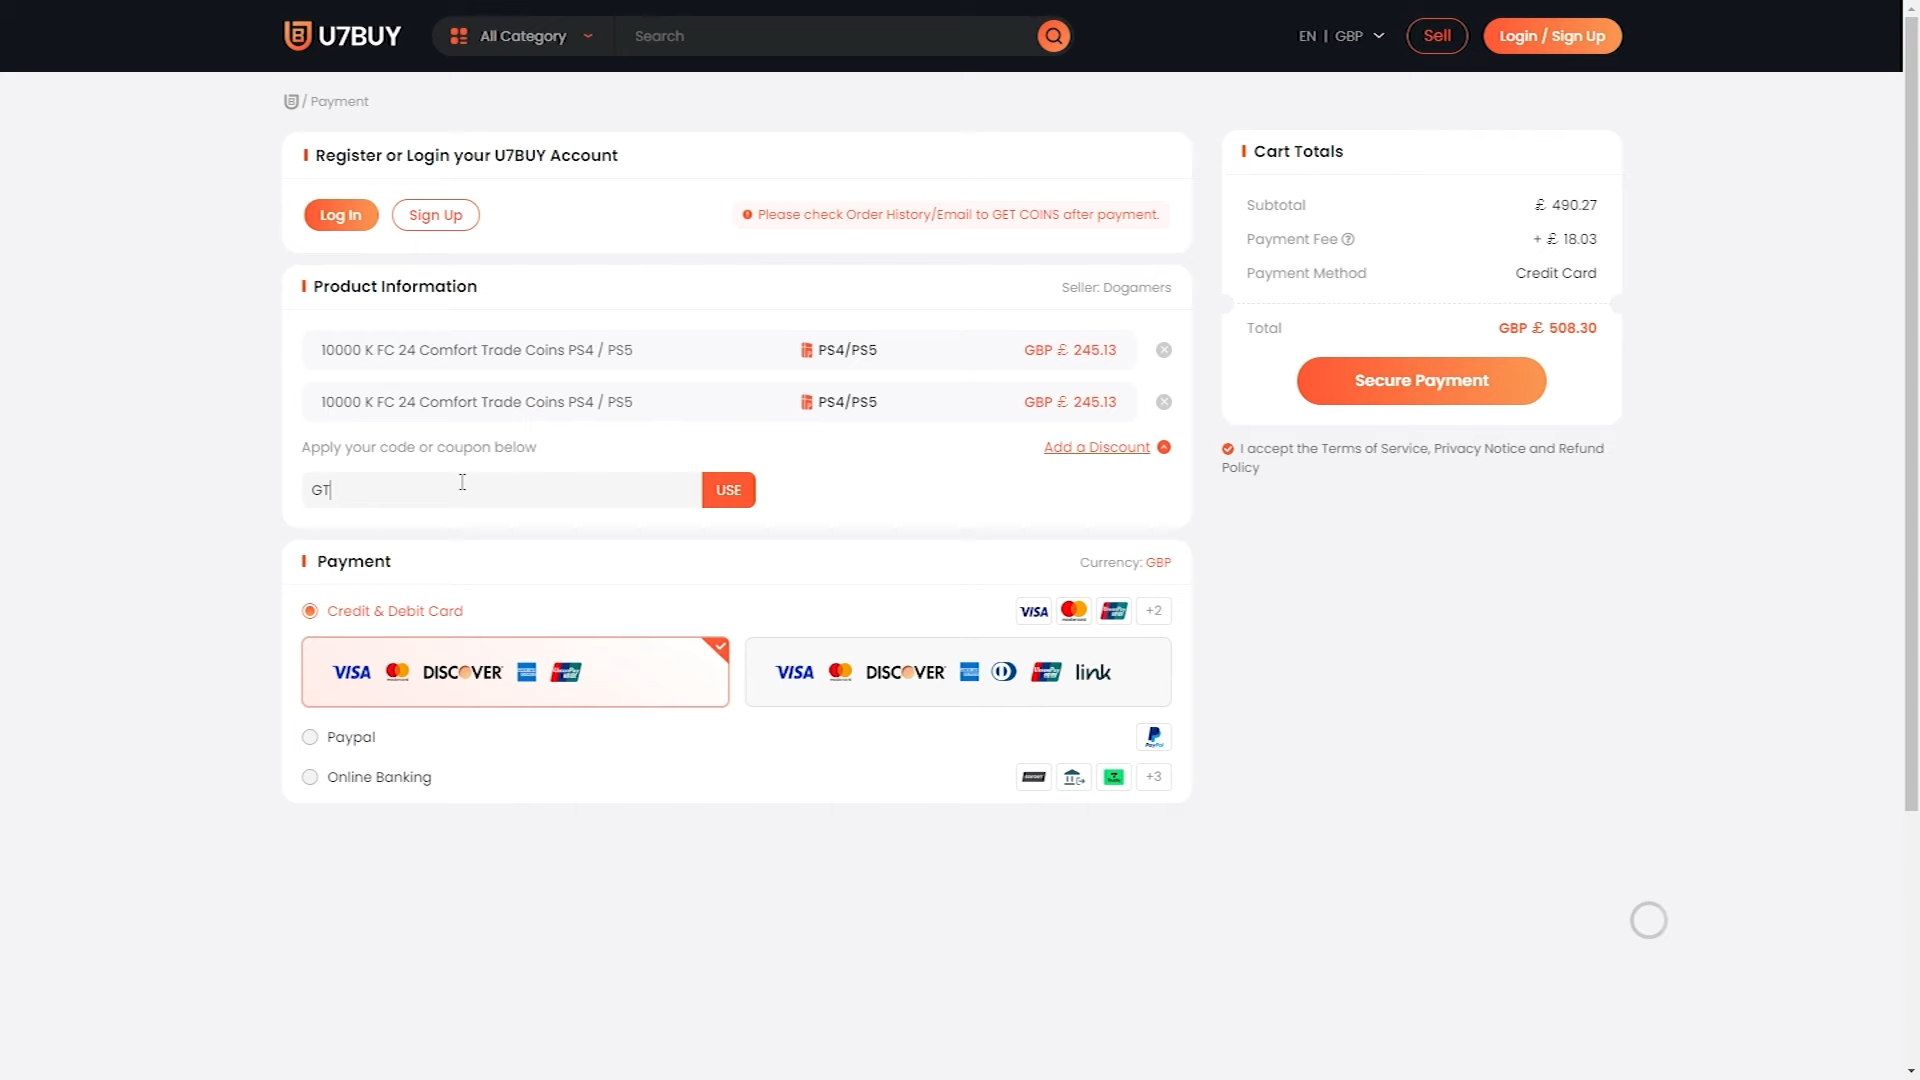 U7BUY
All Category
Search
EN | GBP
Sell
Login / Sign Up
/ Payment
Register or Login your U7BUY Account
Log In
Sign Up
Please check Order History/Email to GET COINS after payment.
Product Information
Seller: Dogamers
10000 K FC 24 Comfort Trade Coins PS4 / PS5
PS4/PS5
GBP £ 245.13
10000 K FC 24 Comfort Trade Coins PS4 / PS5
PS4/PS5
GBP £ 245.13
Apply your code or coupon below
Add a Discount
GT
USE
Payment
Currency: GBP
Credit & Debit Card
VISA
mastercard
UnionPay
+2
VISA DISCOVER UnionPay
VISA DISCOVER UnionPay link
Paypal
PayPal
Online Banking
+3
Cart Totals
Subtotal
£ 490.27
Payment Fee
+ £ 18.03
Payment Method
Credit Card
Total
GBP £ 508.30
Secure Payment
I accept the Terms of Service, Privacy Notice and Refund
Policy